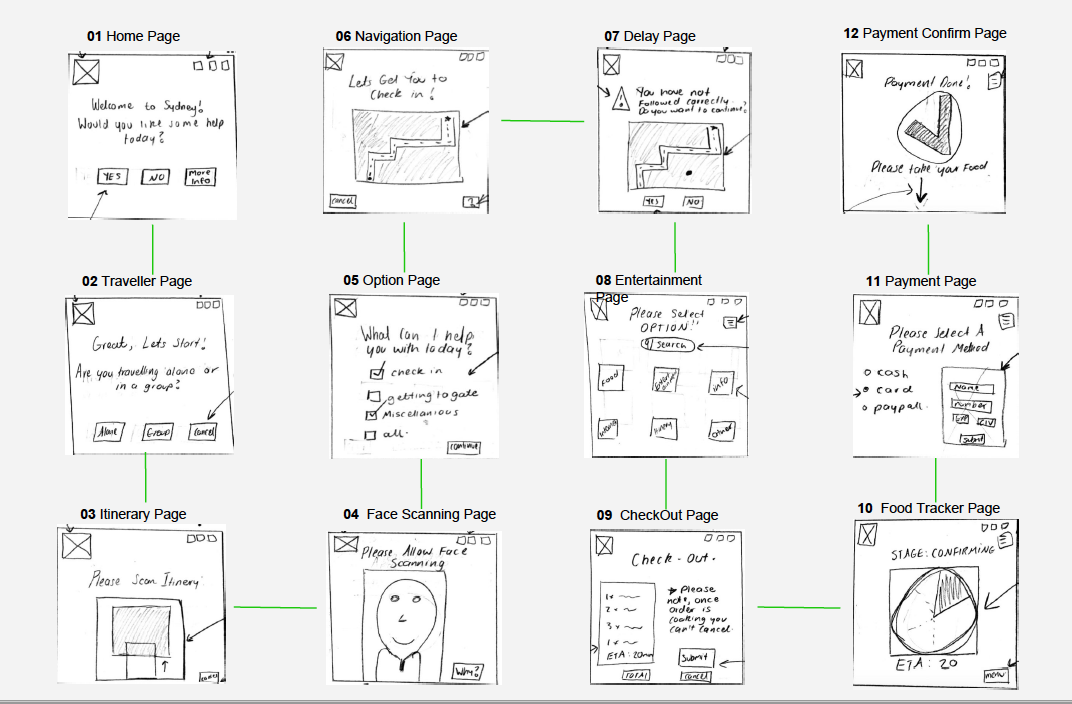 01 Home Page
Welcome to Sydney!
Would you like some help
today?
YES
NO
More
info
06 Navigation Page
Lets Get You to
Check in!
cancel
?
07 Delay Page
You have not
followed correctly.
Do you want to continue?
YES
NO
12 Payment Confirm Page
Payment Done!
Please take your Food
02 Traveller Page
Great, Lets Start!
Are you travelling alone or
in a group?
Alone
Group
Cancel
05 Option Page
What can I help
you with today?
check in
getting to gate
Miscellanious
all.
continue
08 Entertainment
Page
Please Select
OPTION!!
Search
Food
info
other
11 Payment Page
Please Select A
Payment Method
cash
card
paypall.
Name
number
CCV
Submit
03 Itinerary Page
Please Scan Itinery
cancel
04 Face Scanning Page
Please Allow Face
Scanning
Why?
09 CheckOut Page
Check-Out.
1x
2x
3x
1x
ETA: 20mn
TOTAL
Please
note, once
order is
cooking you
can't cancel.
Submit
cancel
10 Food Tracker Page
STAGE: CONFIRMING
ETA: 20
menu